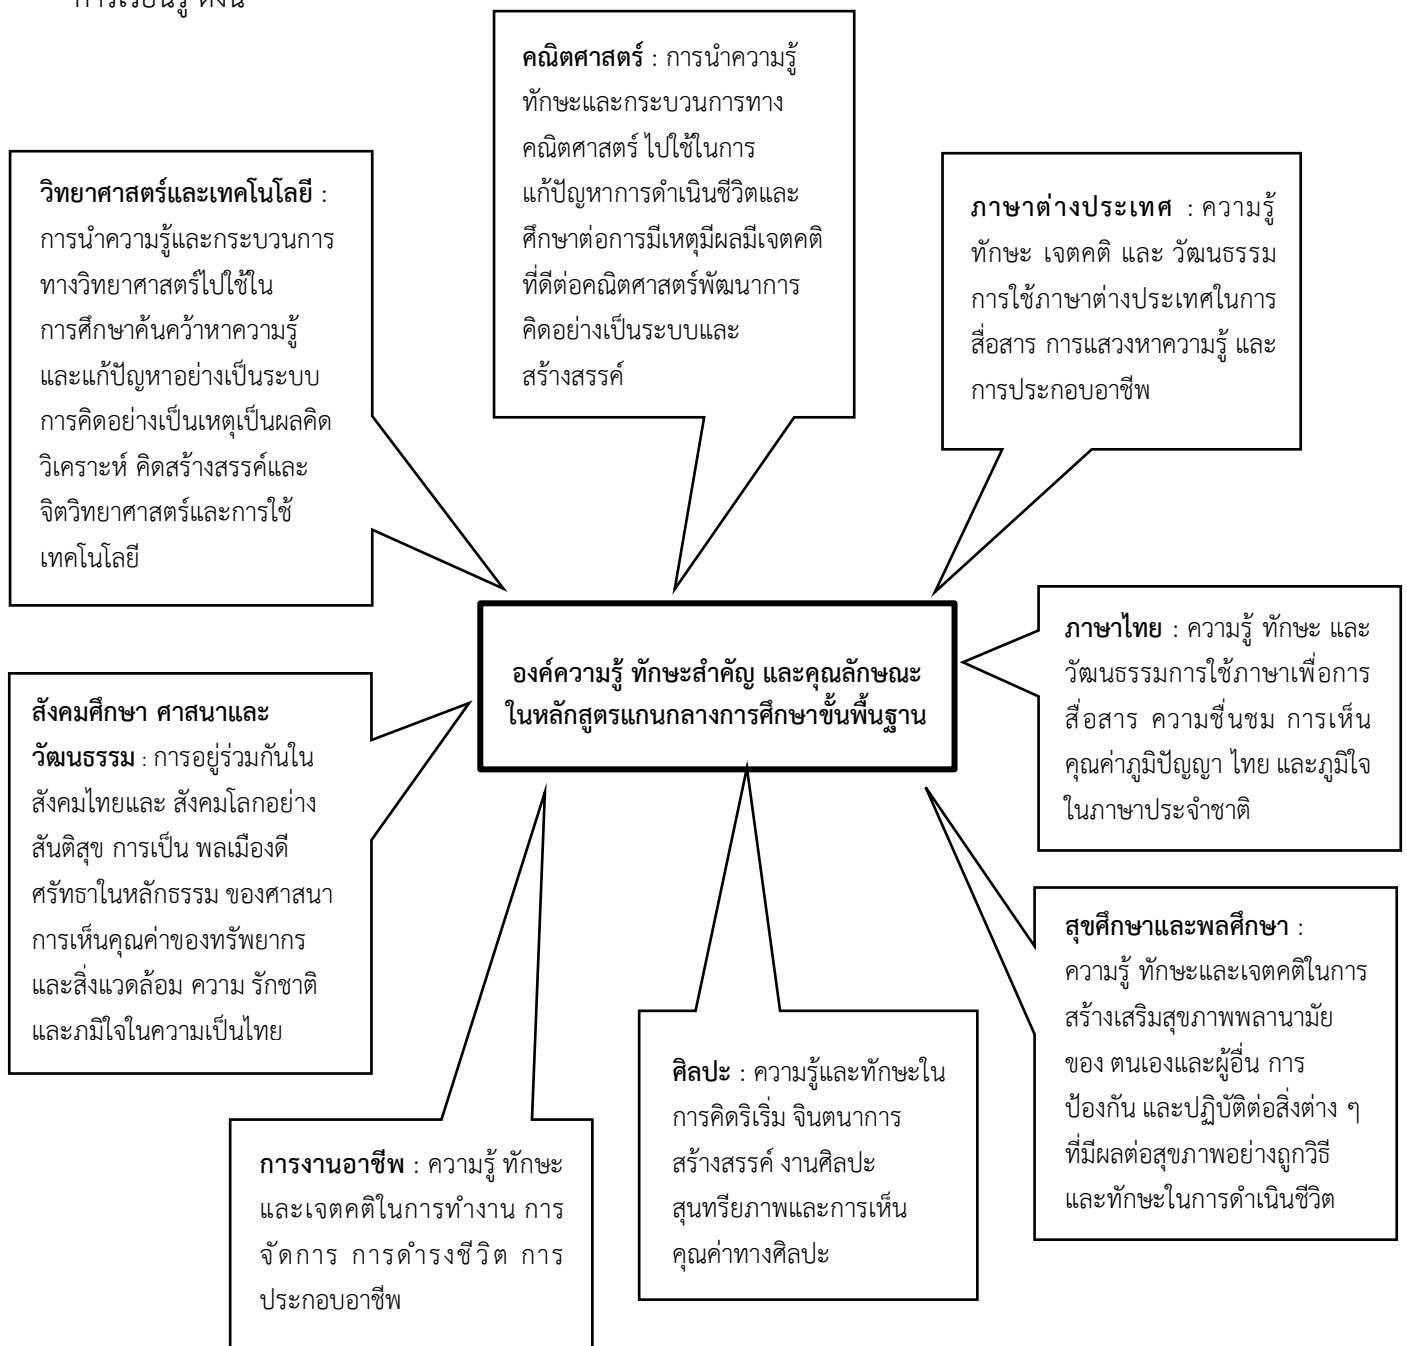 การเรียนรู้ ดังนี้
คณิตศาสตร์ : การนำความรู้
ทักษะและกระบวนการทาง
คณิตศาสตร์ ไปใช้ในการ
แก้ปัญหาการดำเนินชีวิตและ
ศึกษาต่อการมีเหตุมีผลมีเจตคติ
ที่ดีต่อคณิตศาสตร์พัฒนาการ
คิดอย่างเป็นระบบและ
สร้างสรรค์
วิทยาศาสตร์และเทคโนโลยี :
การนำความรู้และกระบวนการ
ทางวิทยาศาสตร์ไปใช้ใน
การศึกษาค้นคว้าหาความรู้
และแก้ปัญหาอย่างเป็นระบบ
การคิดอย่างเป็นเหตุเป็นผลคิด
วิเคราะห์ คิดสร้างสรรค์และ
จิตวิทยาศาสตร์และการใช้
เทคโนโลยี
ภาษาต่างประเทศ : ความรู้
ทักษะ เจตคติ และ วัฒนธรรม
การใช้ภาษาต่างประเทศในการ
สื่อสาร การแสวงหาความรู้ และ
การประกอบอาชีพ
องค์ความรู้ ทักษะสำคัญ และคุณลักษณะ
ในหลักสูตรแกนกลางการศึกษาขั้นพื้นฐาน
ภาษาไทย : ความรู้ ทักษะ และ
วัฒนธรรมการใช้ภาษาเพื่อการ
สื่อสาร ความชื่นชม การเห็น
คุณค่าภูมิปัญญา ไทย และภูมิใจ
ในภาษาประจำชาติ
สังคมศึกษา ศาสนาและ
วัฒนธรรม : การอยู่ร่วมกันใน
สังคมไทยและ สังคมโลกอย่าง
สันติสุข การเป็น พลเมืองดี
ศรัทธาในหลักธรรม ของศาสนา
การเห็นคุณค่าของทรัพยากร
และสิ่งแวดล้อม ความ รักชาติ
และภูมิใจในความเป็นไทย
สุขศึกษาและพลศึกษา :
ความรู้ ทักษะและเจตคติในการ
สร้างเสริมสุขภาพพลานามัย
ของ ตนเองและผู้อื่น การ
ป้องกัน และปฏิบัติต่อสิ่งต่าง ๆ
ที่มีผลต่อสุขภาพอย่างถูกวิธี
และทักษะในการดำเนินชีวิต
ศิลปะ : ความรู้และทักษะใน
การคิดริเริ่ม จินตนาการ
สร้างสรรค์ งานศิลปะ
สุนทรียภาพและการเห็น
คุณค่าทางศิลปะ
การงานอาชีพ : ความรู้ ทักษะ
และเจตคติในการทำงาน การ
จัดการ การดำรงชีวิต การ
ประกอบอาชีพ